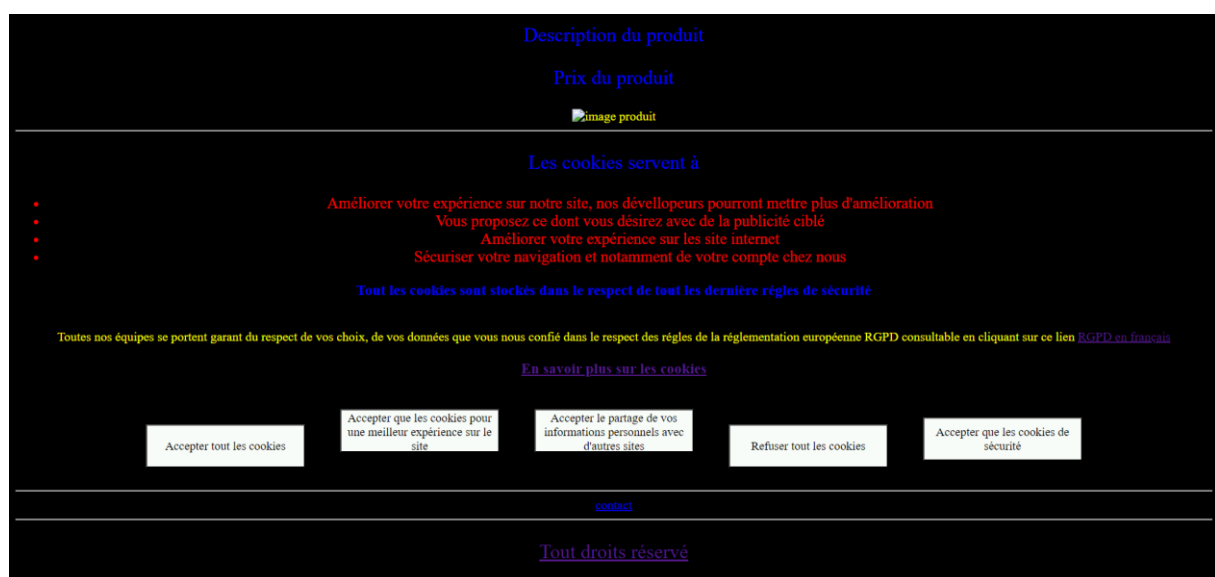 Description du produit
Prix du produit
image produit
Les cookies servent à
Améliorer votre expérience sur notre site, nos dévellopeurs pourront mettre plus d'amélioration
Vous proposez ce dont vous désirez avec de la publicité ciblé
Améliorer votre expérience sur les site internet
Sécuriser votre navigation et notamment de votre compte chez nous
Tout les cookies sont stockés dans le respect de tout les dernière règles de sécurité
Toutes nos équipes se portent garant du respect de vos choix, de vos données que vous nous confié dans le respect des régles de la réglementation européenne RGPD consultable en cliquant sur ce lien RGPD en français
En savoir plus sur les cookies
Accepter tout les cookies
Accepter que les cookies pour
une meilleur expérience sur le
site
Accepter le partage de vos
informations personnels avec
d'autres sites
Refuser tout les cookies
Accepter que les cookies de
sécurité
contact
Tout droits réservé